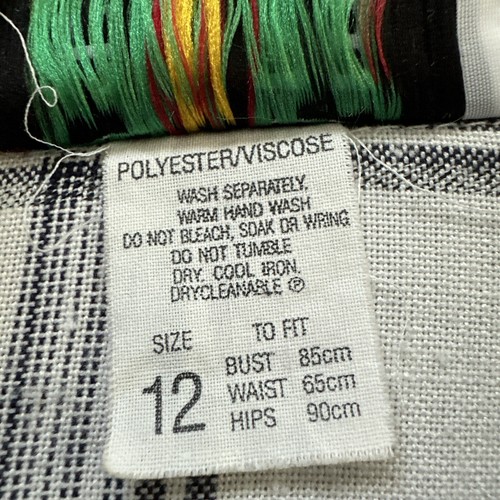 POLYESTER/VISCOSE
WASH SEPARATELY,
WARM HAND WASH
DO NOT BLEACH, SOAK OR WRING
DO NOT TUMBLE
DRY. COOL IRON.
DRYCLEANABLE Ⓟ
SIZE TO FIT
12
BUST 85cm
WAIST 65cm
HIPS 90cm